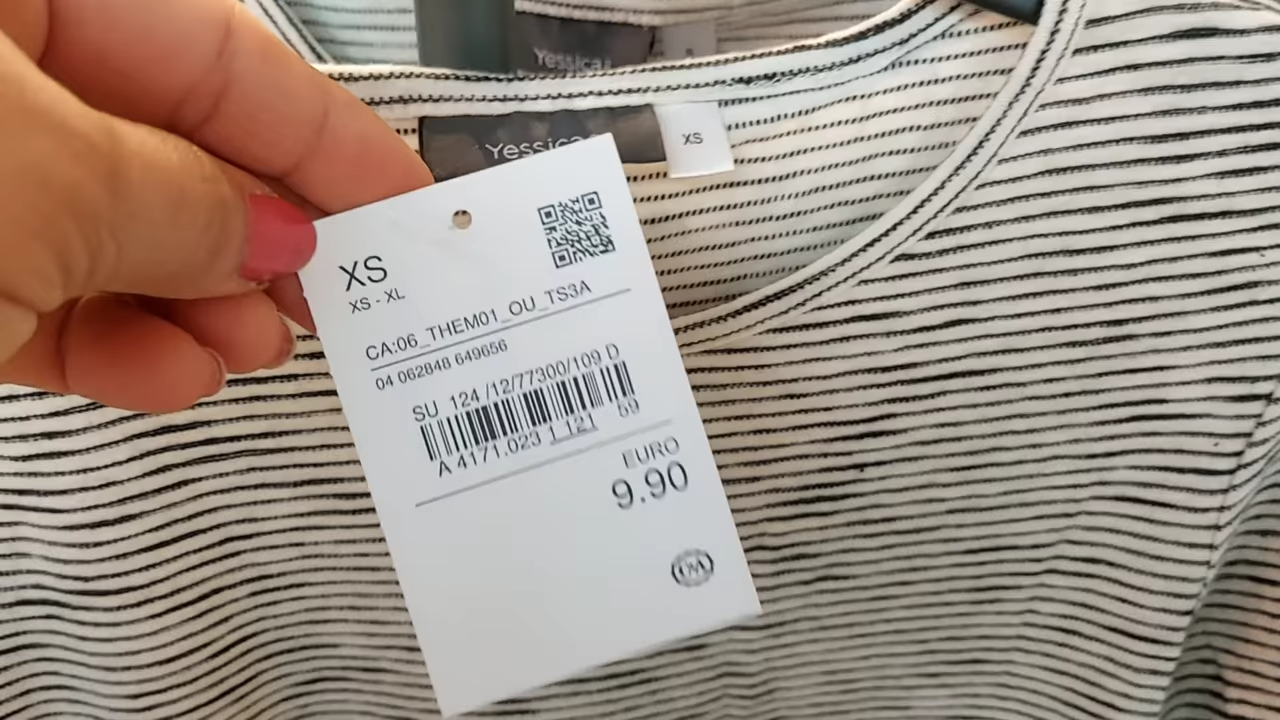 Yessica
Yessica
XS
XS
XS - XL
CA:06_THEM01_OU_TS3A
04 062848 649656
SU 124 /12/77300/109 D
A 4171.023 1 121 59
EURO
9.90
C&A